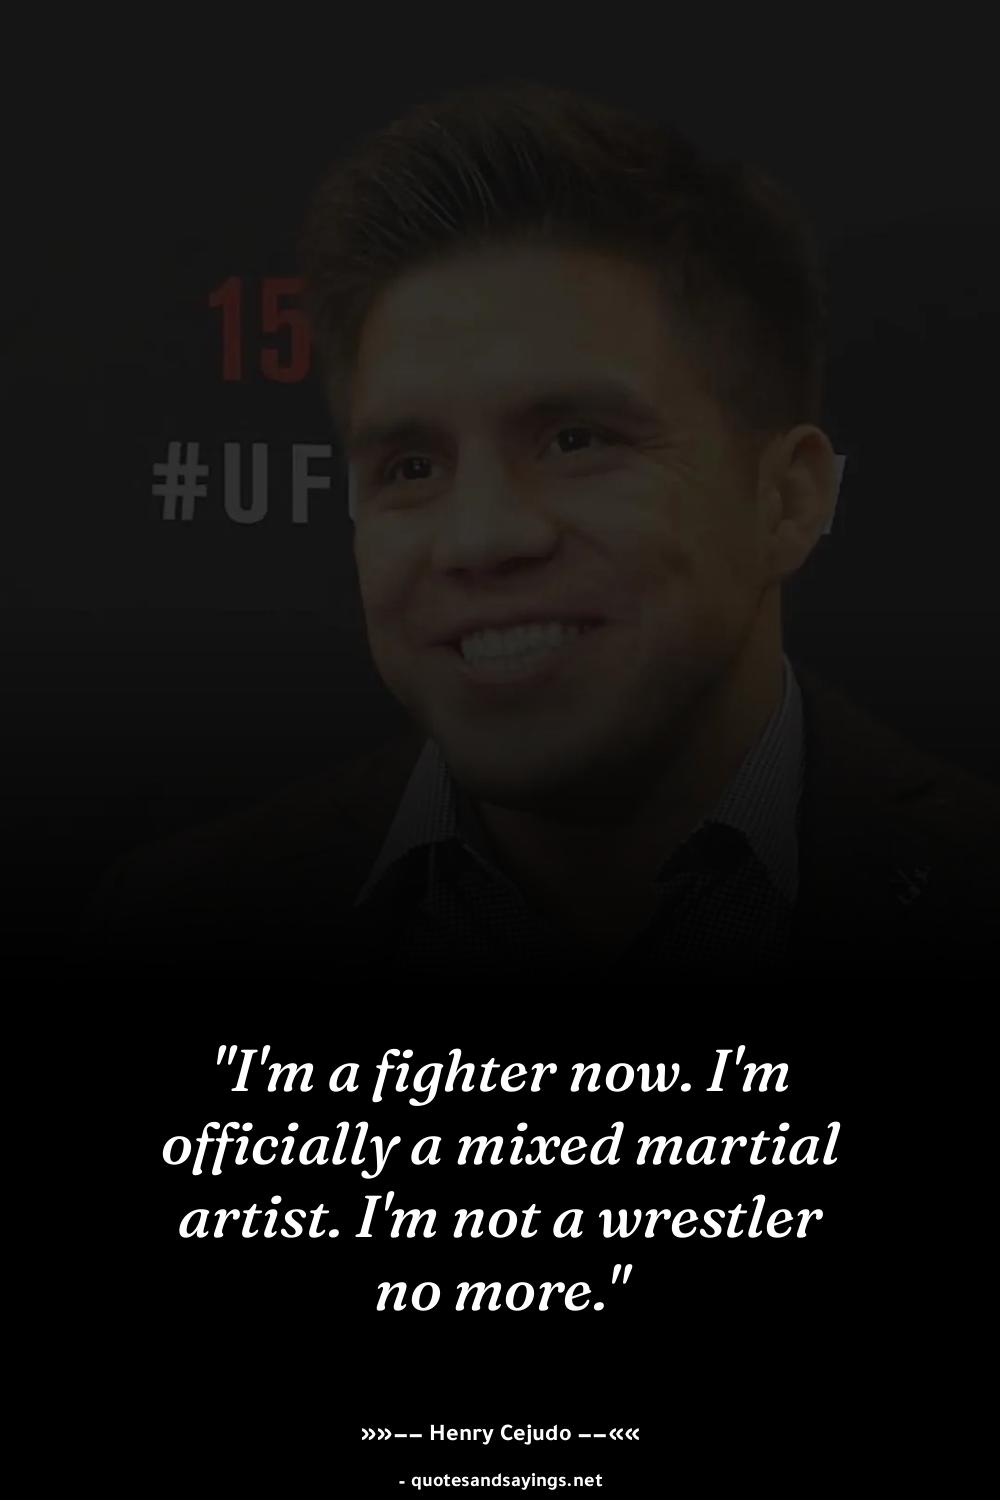 15
#UF
"I'm a fighter now. I'm
officially a mixed martial
artist. I'm not a wrestler
no more."
»»—— Henry Cejudo ——««
- quotesandsayings.net